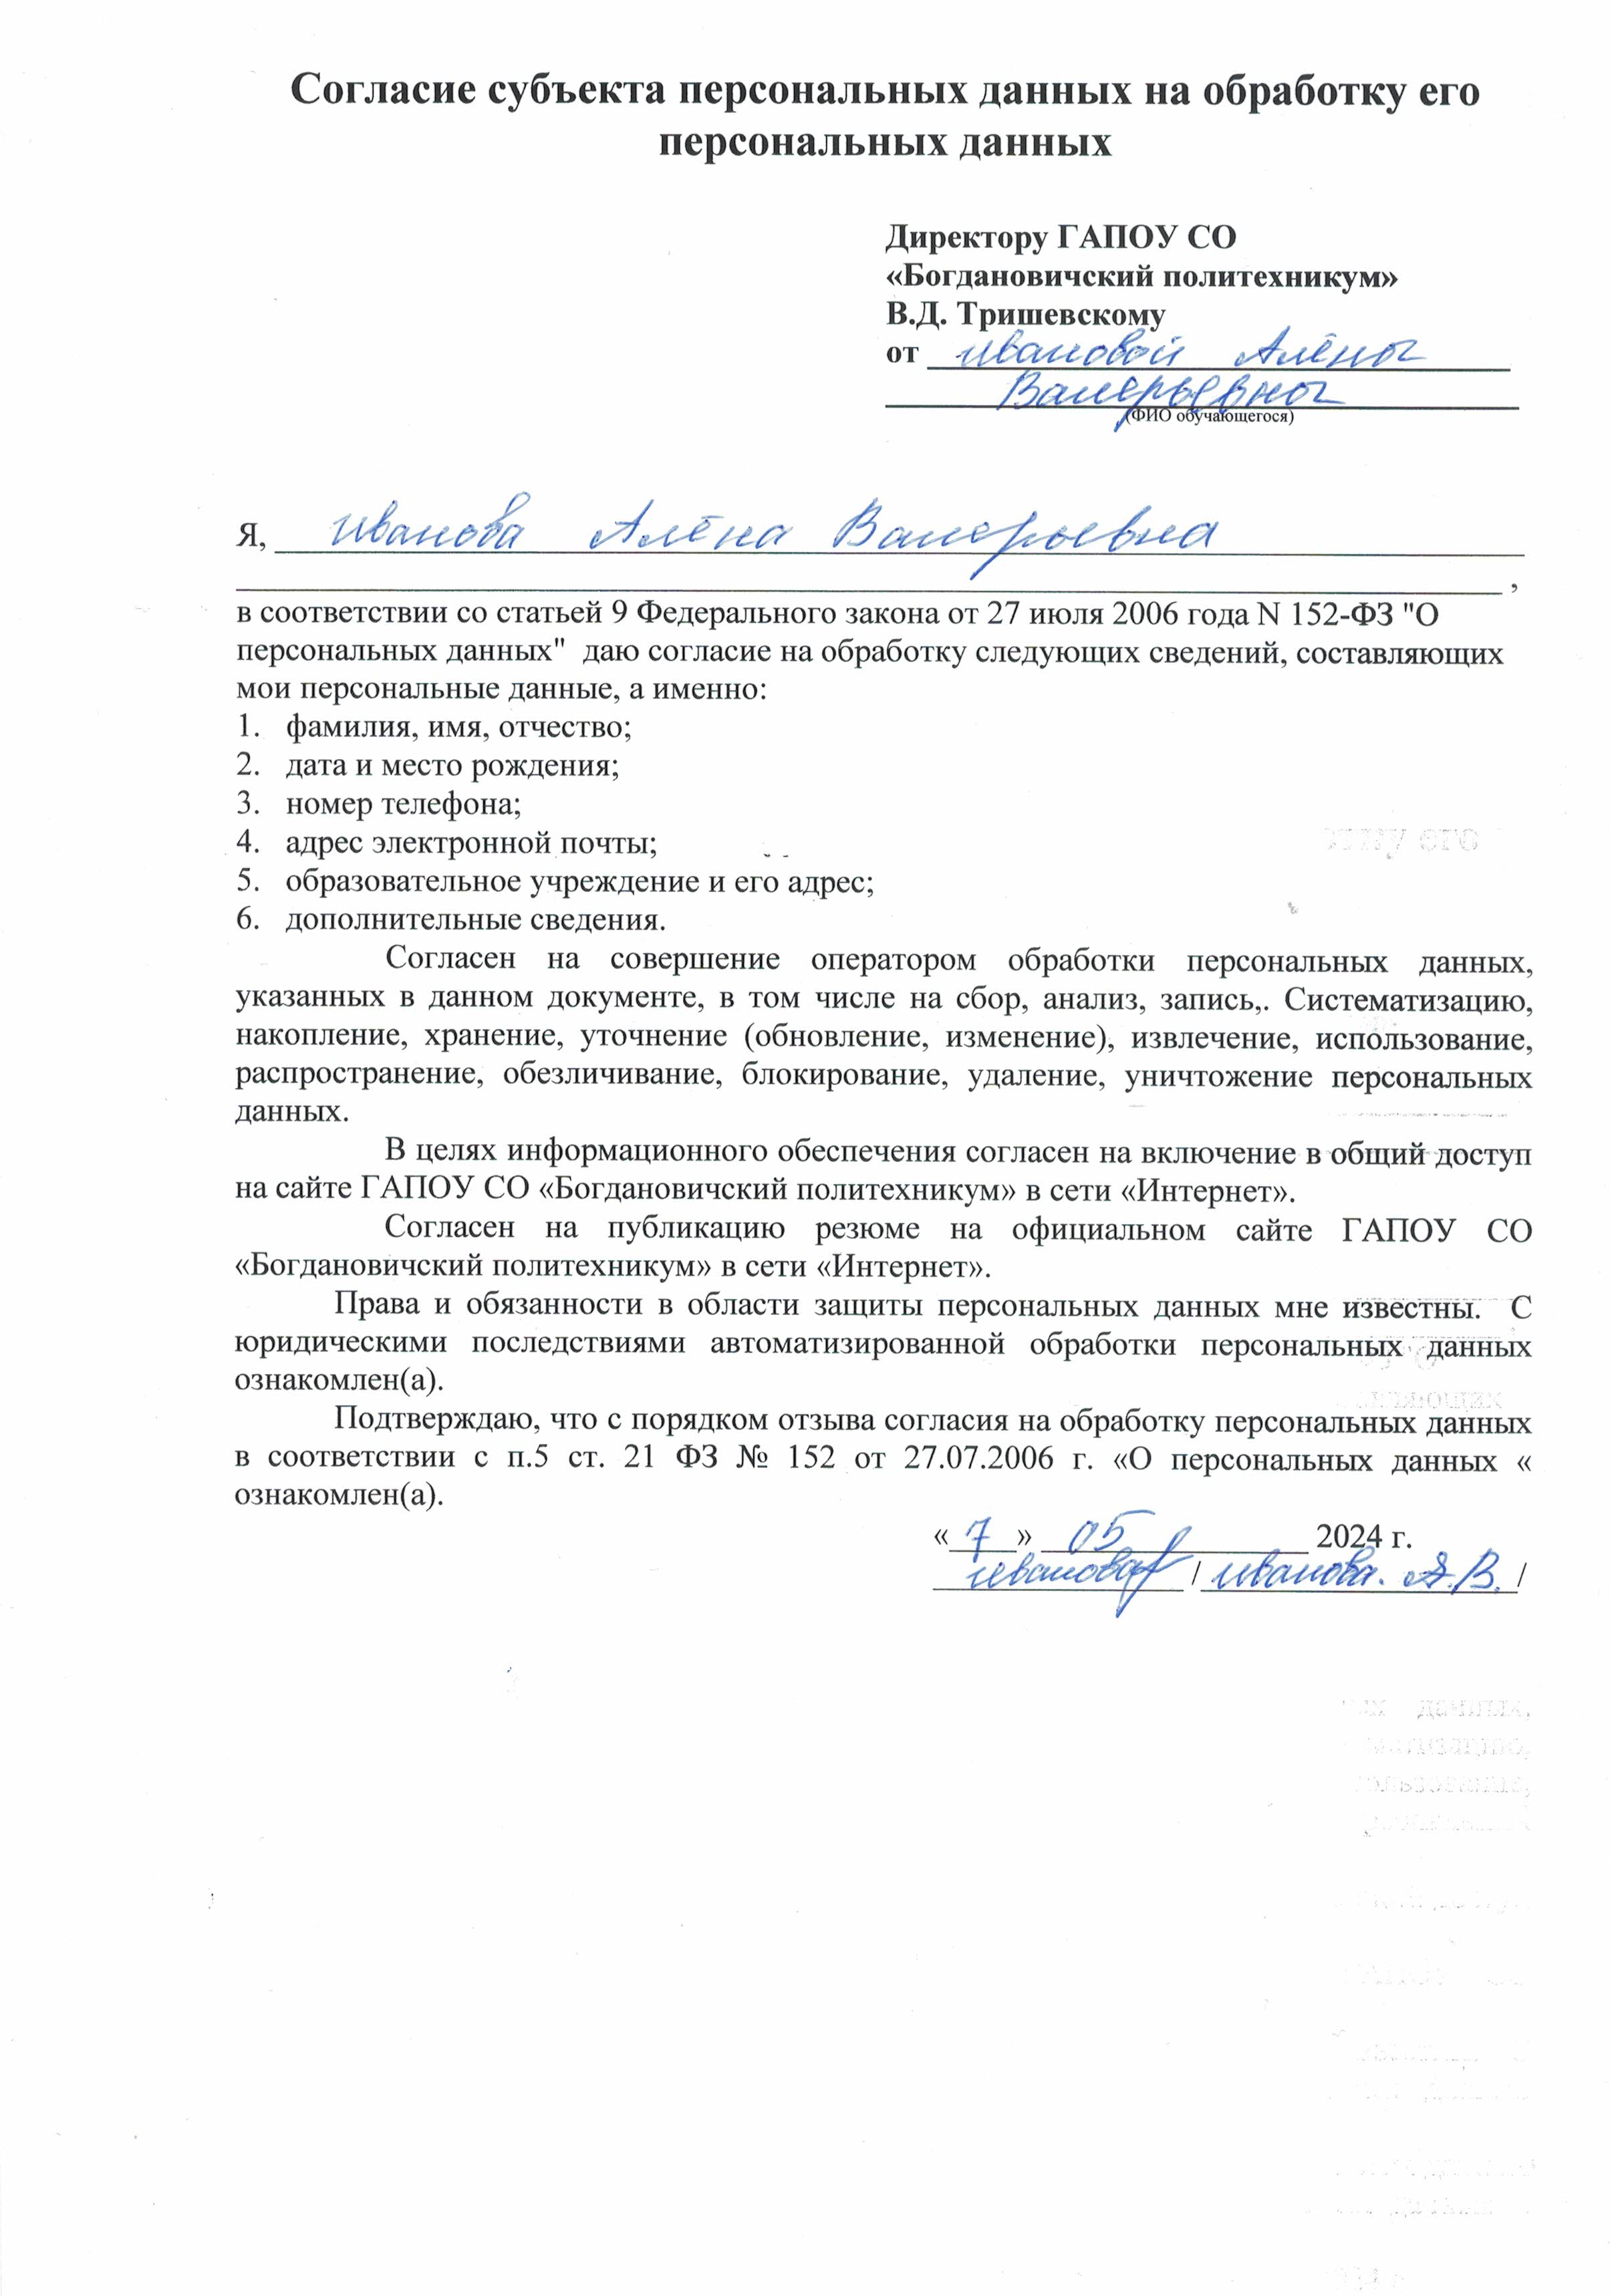 Согласие субъекта персональных данных на обработку его
персональных данных
Директору ГАПОУ СО
«Богдановичский политехникум»
В.Д. Тришевскому
от Ивановой Алёны
Валерьевны
(ФИО обучающегося)
Я, Иванова Алёна Валерьевна
,
в соответствии со статьей 9 Федерального закона от 27 июля 2006 года N 152-ФЗ "О
персональных данных" даю согласие на обработку следующих сведений, составляющих
мои персональные данные, а именно:
1. фамилия, имя, отчество;
2. дата и место рождения;
3. номер телефона;
4. адрес электронной почты;
5. образовательное учреждение и его адрес;
6. дополнительные сведения.
Согласен на совершение оператором обработки персональных данных,
указанных в данном документе, в том числе на сбор, анализ, запись,. Систематизацию,
накопление, хранение, уточнение (обновление, изменение), извлечение, использование,
распространение, обезличивание, блокирование, удаление, уничтожение персональных
данных.
В целях информационного обеспечения согласен на включение в общий доступ
на сайте ГАПОУ СО «Богдановичский политехникум» в сети «Интернет».
Согласен на публикацию резюме на официальном сайте ГАПОУ СО
«Богдановичский политехникум» в сети «Интернет».
Права и обязанности в области защиты персональных данных мне известны. С
юридическими последствиями автоматизированной обработки персональных данных
ознакомлен(а).
Подтверждаю, что с порядком отзыва согласия на обработку персональных данных
в соответствии с п.5 ст. 21 ФЗ № 152 от 27.07.2006 г. «О персональных данных «
ознакомлен(а).
«7» 05 2024 г.
Иванова / Иванова. А.В. /